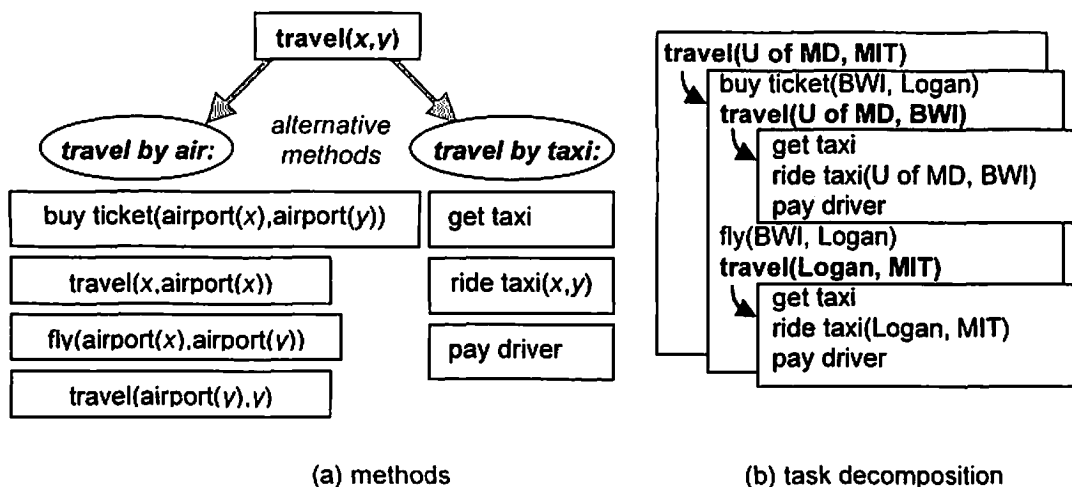 travel(x,y)
alternative
methods
travel by air:
travel by taxi:
buy ticket(airport(x),airport(y))
travel(x,airport(x))
fly(airport(x),airport(y))
travel(airport(y),y)
get taxi
ride taxi(x,y)
pay driver
(a) methods
travel(U of MD, MIT)
buy ticket(BWI, Logan)
travel(U of MD, BWI)
get taxi
ride taxi(U of MD, BWI)
pay driver
fly(BWI, Logan)
travel(Logan, MIT)
get taxi
ride taxi(Logan, MIT)
pay driver
(b) task decomposition